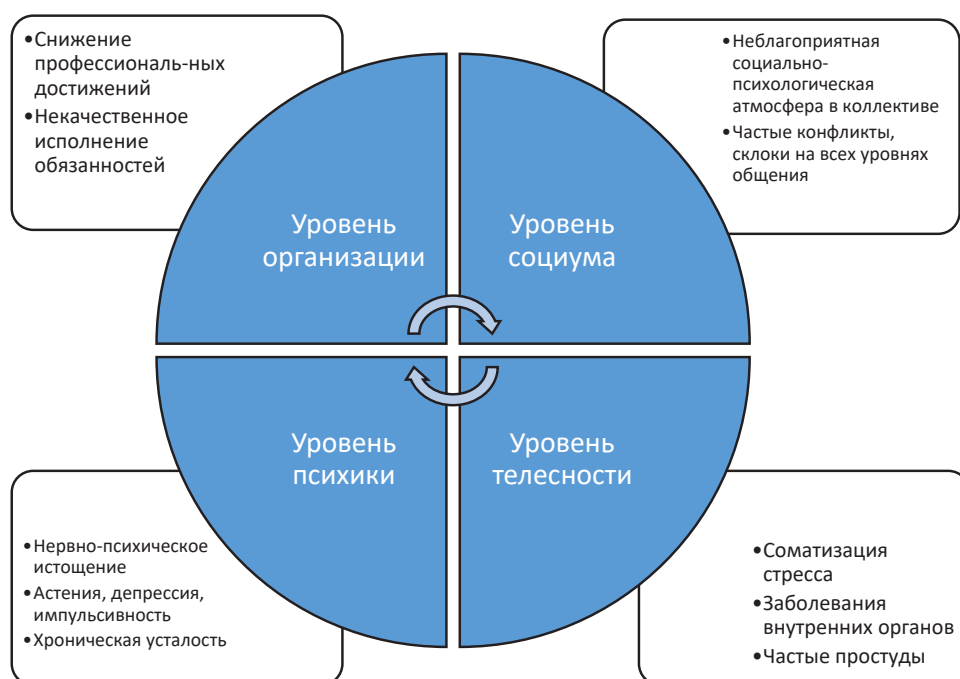 •Снижение
профессиональ-ных
достижений
•Некачественное
исполнение
обязанностей
•Неблагоприятная
социально-
психологическая
атмосфера в коллективе
•Частые конфликты,
склоки на всех уровнях
общения
Уровень
организации
Уровень
социума
Уровень
психики
Уровень
телесности
•Нервно-психическое
истощение
•Астения, депрессия,
импульсивность
•Хроническая усталость
•Соматизация
стресса
•Заболевания
внутренних органов
•Частые простуды